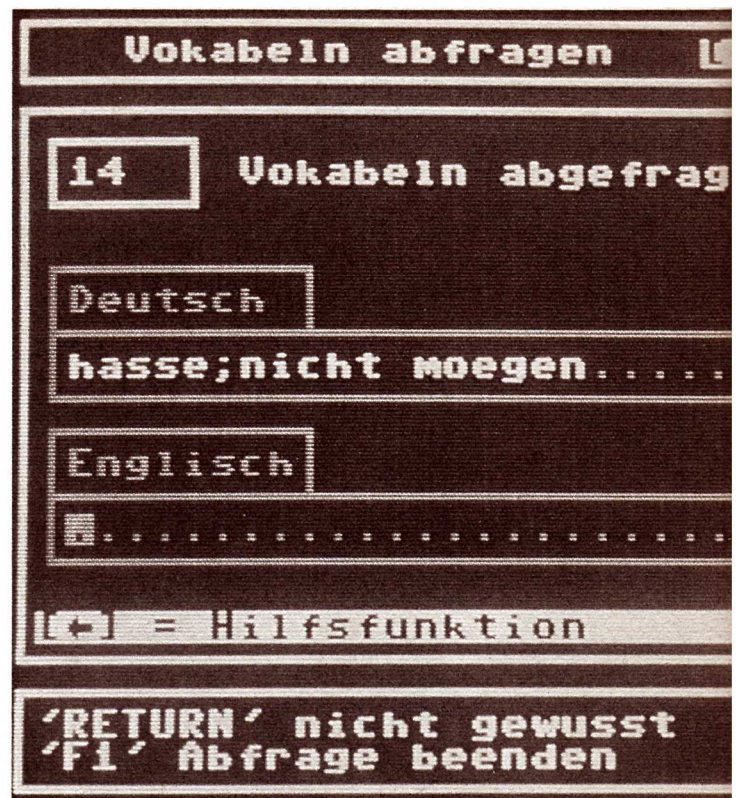 Vokabeln abfragen
14 Vokabeln abgefrag
Deutsch
hasse;nicht moegen.....
Englisch
[←] = Hilfsfunktion
'RETURN' nicht gewusst
'F1' Abfrage beenden